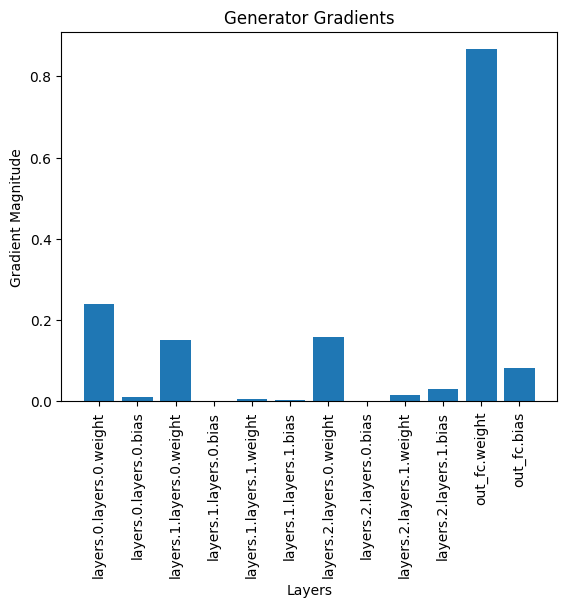 Generator Gradients
Gradient Magnitude
0.8
0.6
0.4
0.2
0.0
layers.0.layers.0.weight
layers.0.layers.0.bias
layers.1.layers.0.weight
layers.1.layers.0.bias
layers.1.layers.1.weight
layers.1.layers.1.bias
layers.2.layers.0.weight
layers.2.layers.0.bias
layers.2.layers.1.weight
layers.2.layers.1.bias
out_fc.weight
out_fc.bias
Layers